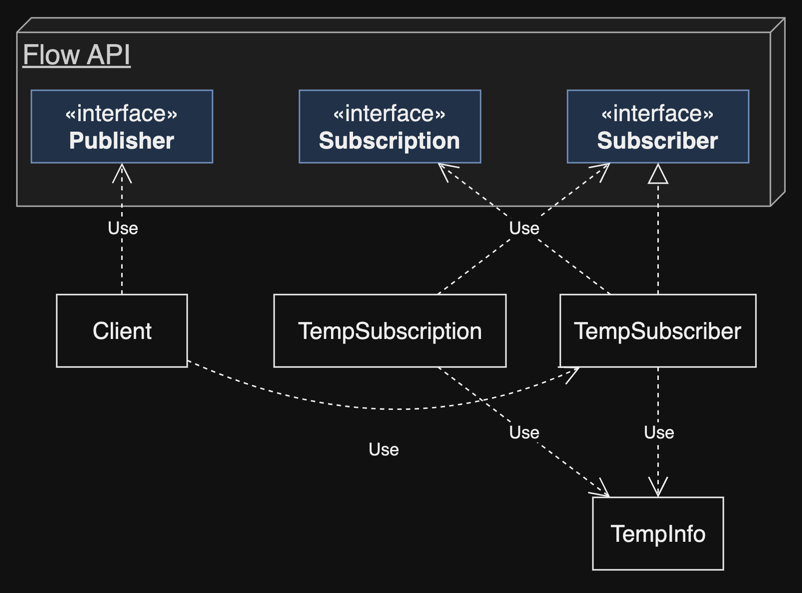 Flow API
«interface»
Publisher
«interface»
Subscription
«interface»
Subscriber
Use
Use
Client
TempSubscription
TempSubscriber
Use
Use
Use
TempInfo